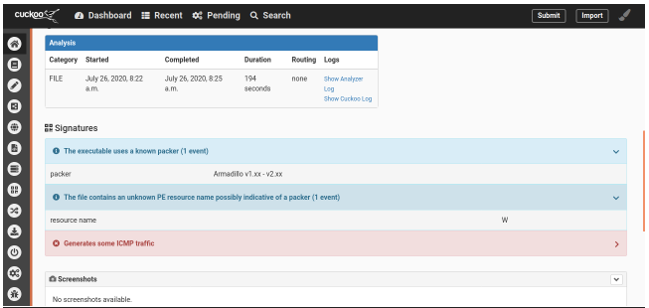 cuckoo Dashboard Recent Pending Search Submit Import
Analysis
Category Started Completed Duration Routing Logs
FILE July 26, 2020, 8:22 a.m. July 26, 2020, 8:25 a.m. 194 seconds none Show Analyzer Log
Show Cuckoo Log
Signatures
The executable uses a known packer (1 event)
packer Armadillo v1.xx - v2.xx
The file contains an unknown PE resource name possibly indicative of a packer (1 event)
resource name W
Generates some ICMP traffic
Screenshots
No screenshots available.